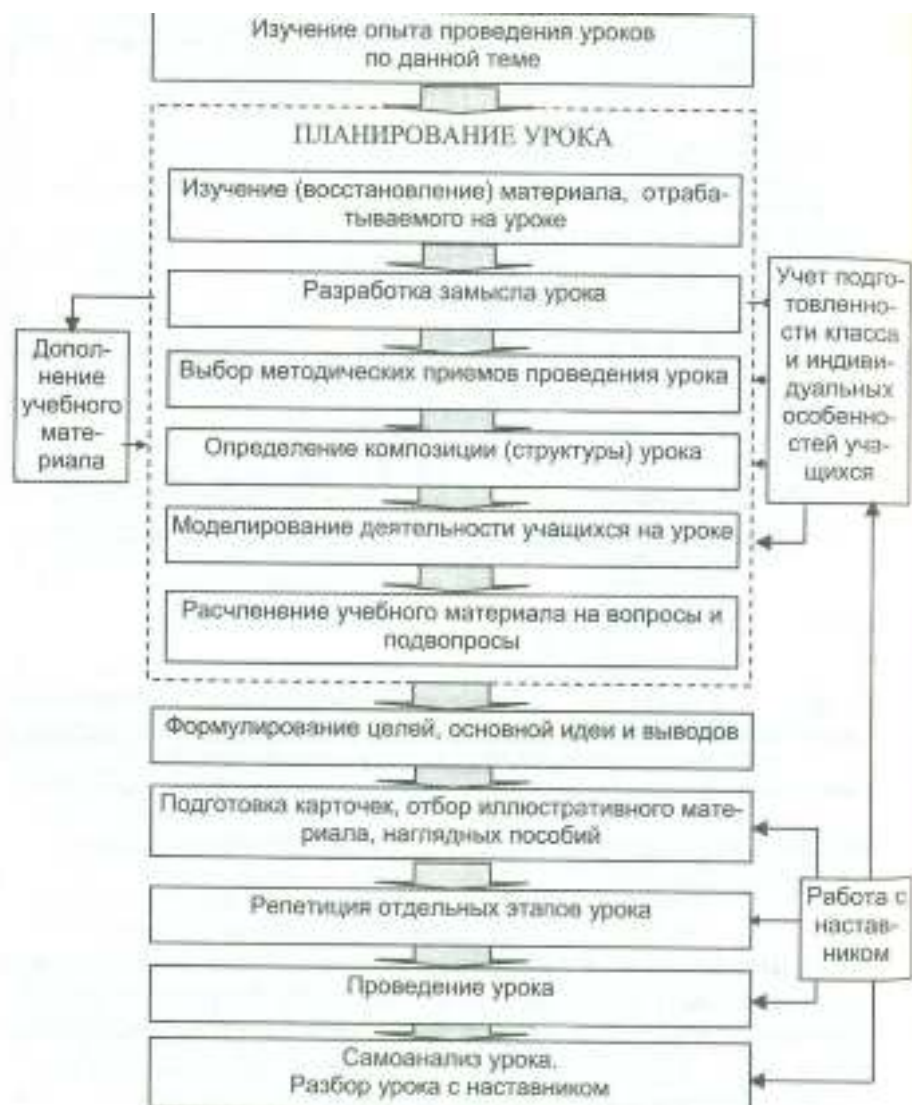 Изучение опыта проведения уроков
по данной теме
ПЛАНИРОВАНИЕ УРОКА
Изучение (восстановление) материала, отраба-
тываемого на уроке
Разработка замысла урока
Выбор методических приемов проведения урока
Определение композиции (структуры) урока
Моделирование деятельности учащихся на уроке
Расчленение учебного материала на вопросы и
подвопросы
Дополнение
учебного
мате-
риала
Учет подго-
товленно-
сти класса
и индиви-
дуальных
особенно-
стей уча-
щихся
Формулирование целей, основной идеи и выводов
Подготовка карточек, отбор иллюстративного мате-
риала, наглядных пособий
Репетиция отдельных этапов урока
Проведение урока
Самоанализ урока.
Разбор урока с наставником
Работа с
настав-
ником